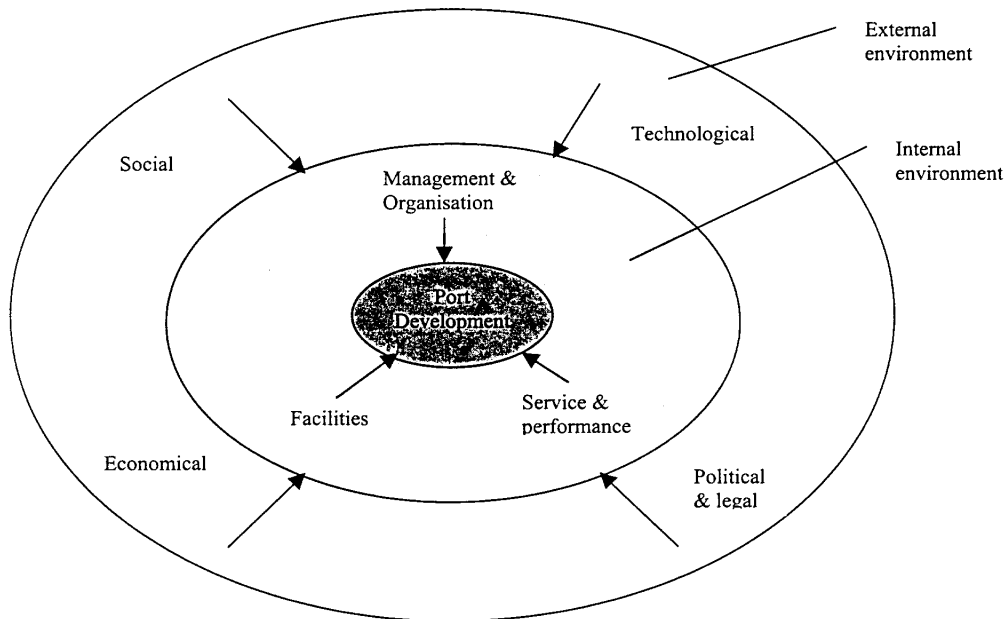 External
environment
Technological
Social
Internal
environment
Management &
Organisation
Port
Development
Facilities
Service &
performance
Economical
Political
& legal